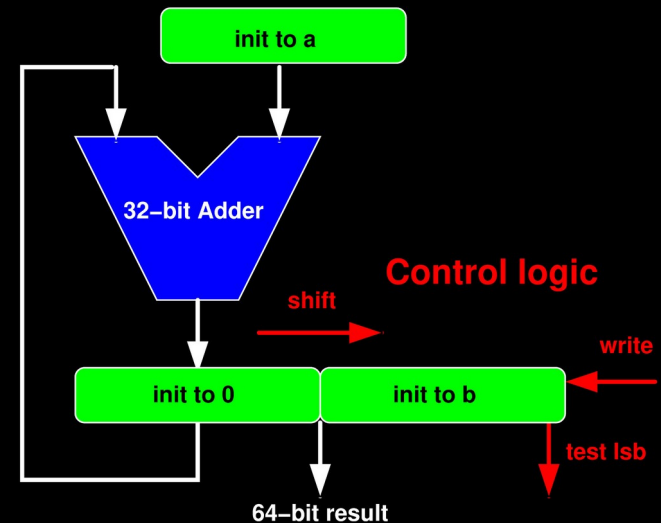 init to a
32−bit Adder
Control logic
shift
write
init to 0
init to b
test lsb
64−bit result